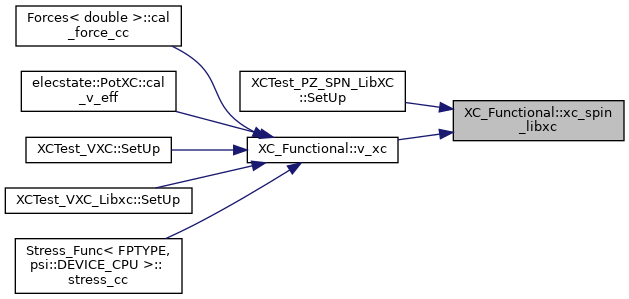 Forces< double >::cal
_force_cc
elecstate::PotXC::cal
_v_eff
XCTest_VXC::SetUp
XCTest_VXC_Libxc::SetUp
Stress_Func< FPTYPE,
psi::DEVICE_CPU >::
stress_cc
XCTest_PZ_SPN_LibXC
::SetUp
XC_Functional::v_xc
XC_Functional::xc_spin
_libxc